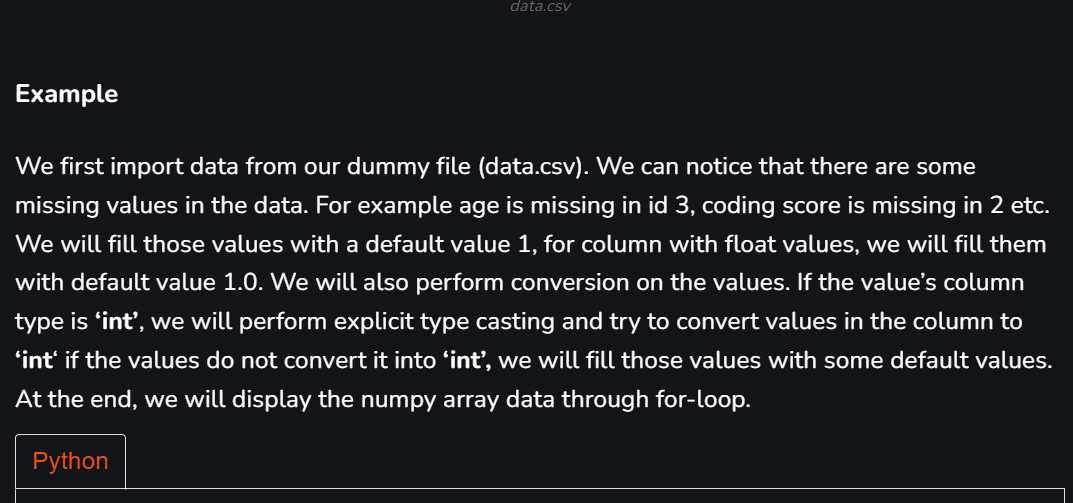 data.csv
Example
We first import data from our dummy file (data.csv). We can notice that there are some
missing values in the data. For example age is missing in id 3, coding score is missing in 2 etc.
We will fill those values with a default value 1, for column with float values, we will fill them
with default value 1.0. We will also perform conversion on the values. If the value’s column
type is ‘int’, we will perform explicit type casting and try to convert values in the column to
‘int‘ if the values do not convert it into ‘int’, we will fill those values with some default values.
At the end, we will display the numpy array data through for-loop.
Python